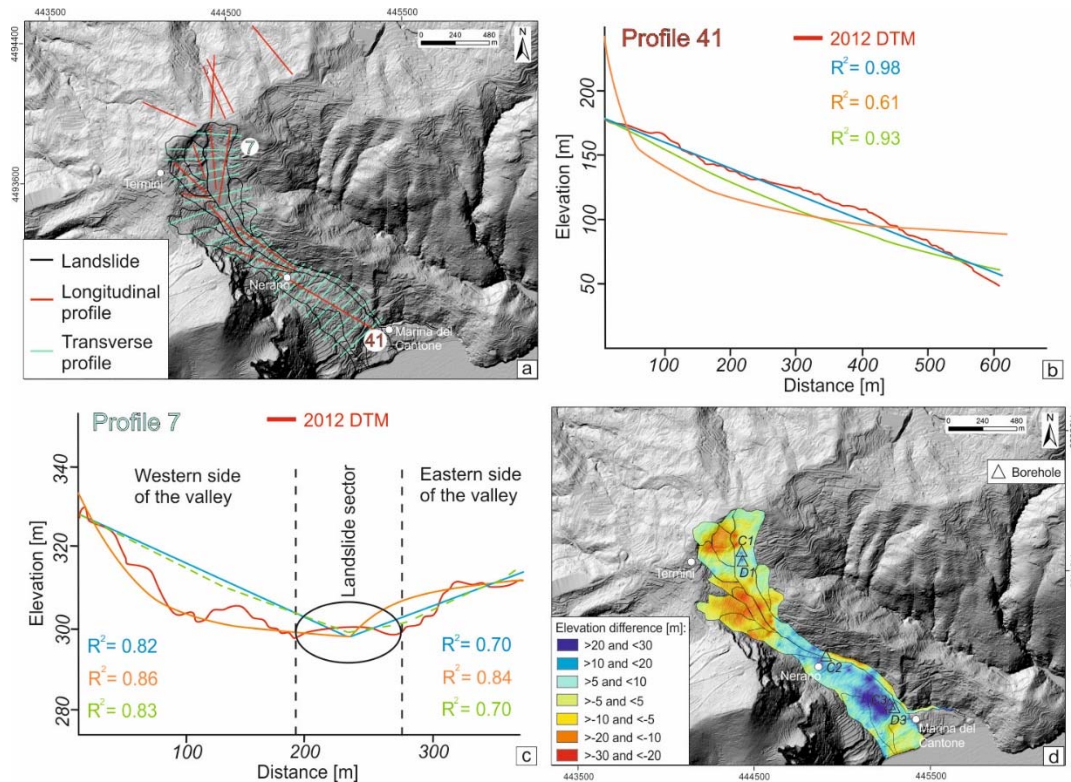 443500
444500
445500
4494400
4493600
0 240 480
m
N
7
Termini
Nerano
Marina del
Cantone
41
Landslide
Longitudinal
profile
Transverse
profile
a
Profile 41
2012 DTM
R²= 0.98
R²= 0.61
R²= 0.93
Elevation [m]
200
150
100
50
100 200 300 400 500 600
Distance [m]
b
Profile 7
2012 DTM
Western side
of the valley
Landslide sector
Eastern side
of the valley
Elevation [m]
340
320
300
280
R²= 0.82
R²= 0.86
R²= 0.83
R²= 0.70
R²= 0.84
R²= 0.70
100 200 300
Distance [m]
c
0 240 480
m
N
Borehole
C1
D1
Termini
C2
Nerano
D3
Marina del
Cantone
Elevation difference [m]:
>20 and <30
>10 and <20
>5 and <10
>-5 and <5
>-10 and <-5
>-20 and <-10
>-30 and <-20
443500
444500
445500
d